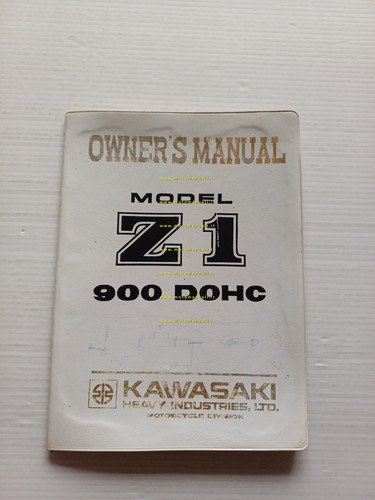 OWNER'S MANUAL
MODEL
Z1
900 DOHC
KAWASAKI
HEAVY INDUSTRIES, LTD.
MOTORCYCLE DIVISION